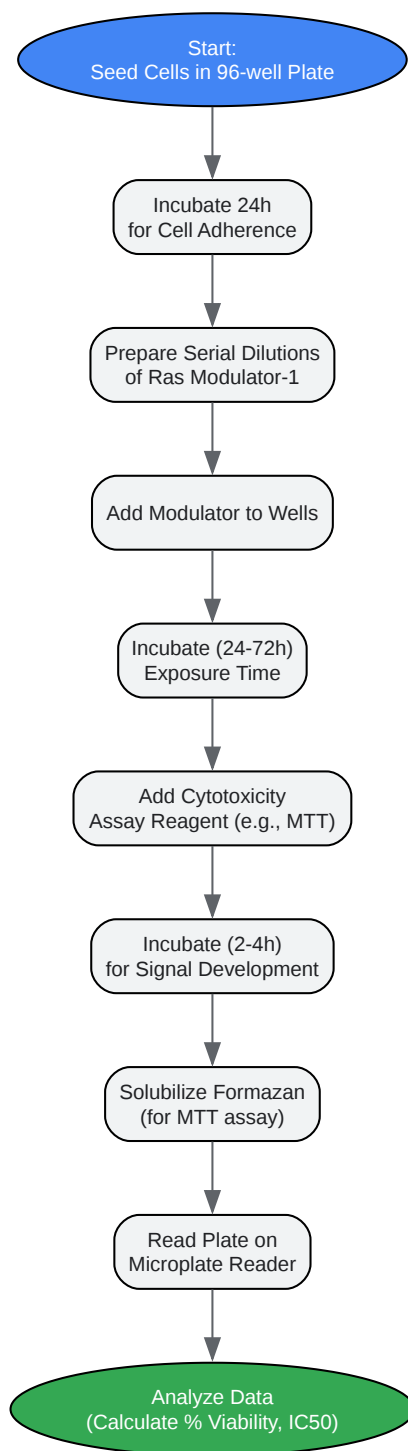 Start:
Seed Cells in 96-well Plate
Incubate 24h
for Cell Adherence
Prepare Serial Dilutions
of Ras Modulator-1
Add Modulator to Wells
Incubate (24-72h)
Exposure Time
Add Cytotoxicity
Assay Reagent (e.g., MTT)
Incubate (2-4h)
for Signal Development
Solubilize Formazan
(for MTT assay)
Read Plate on
Microplate Reader
Analyze Data
(Calculate % Viability, IC50)